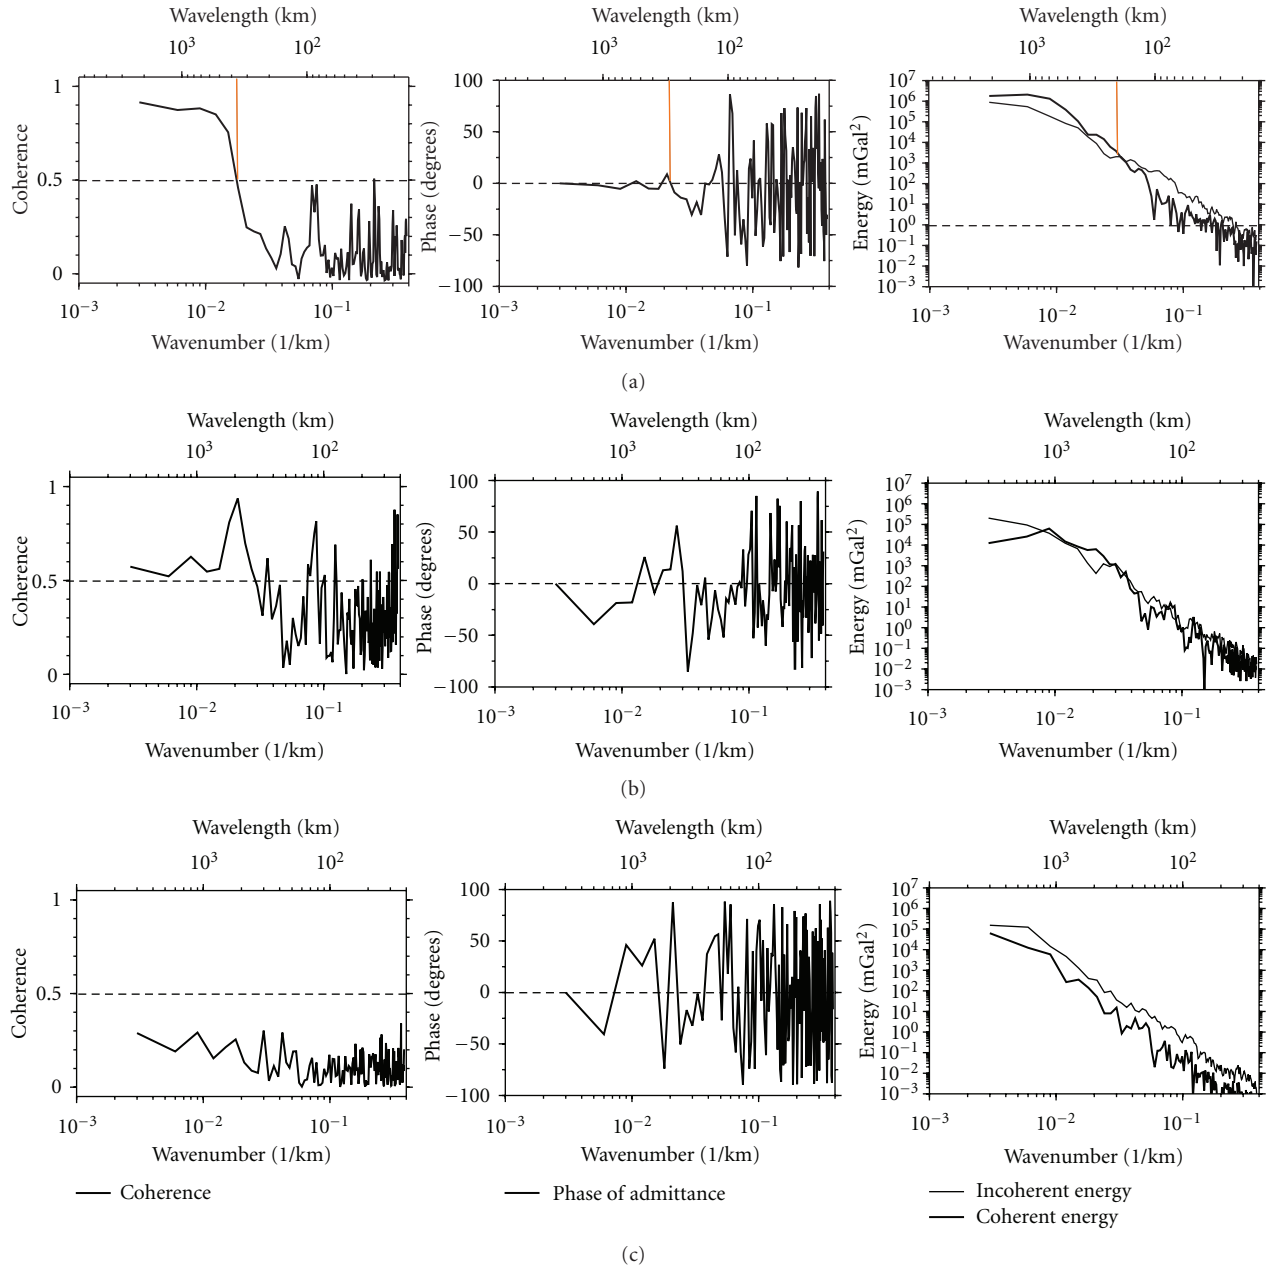 Wavelength (km)
10³ 10²
Coherence
1
0.5
0
10⁻³ 10⁻² 10⁻¹
Wavenumber (1/km)
Wavelength (km)
10³ 10²
Phase (degrees)
100
50
0
−50
−100
10⁻³ 10⁻² 10⁻¹
Wavenumber (1/km)
Wavelength (km)
10³ 10²
Energy (mGal²)
10⁷
10⁶
10⁵
10⁴
10³
10²
10¹
10⁰
10⁻¹
10⁻²
10⁻³
10⁻³ 10⁻² 10⁻¹
Wavenumber (1/km)
(a)
Wavelength (km)
10³ 10²
Coherence
1
0.5
0
10⁻³ 10⁻² 10⁻¹
Wavenumber (1/km)
Wavelength (km)
10³ 10²
Phase (degrees)
100
50
0
−50
−100
10⁻³ 10⁻² 10⁻¹
Wavenumber (1/km)
Wavelength (km)
10³ 10²
Energy (mGal²)
10⁷
10⁶
10⁵
10⁴
10³
10²
10¹
10⁰
10⁻¹
10⁻²
10⁻³
10⁻³ 10⁻² 10⁻¹
Wavenumber (1/km)
(b)
Wavelength (km)
10³ 10²
Coherence
1
0.5
0
10⁻³ 10⁻² 10⁻¹
Wavenumber (1/km)
Coherence
Wavelength (km)
10³ 10²
Phase (degrees)
100
50
0
−50
−100
10⁻³ 10⁻² 10⁻¹
Wavenumber (1/km)
Phase of admittance
Wavelength (km)
10³ 10²
Energy (mGal²)
10⁷
10⁶
10⁵
10⁴
10³
10²
10¹
10⁰
10⁻¹
10⁻²
10⁻³
10⁻³ 10⁻² 10⁻¹
Wavenumber (1/km)
Incoherent energy
Coherent energy
(c)